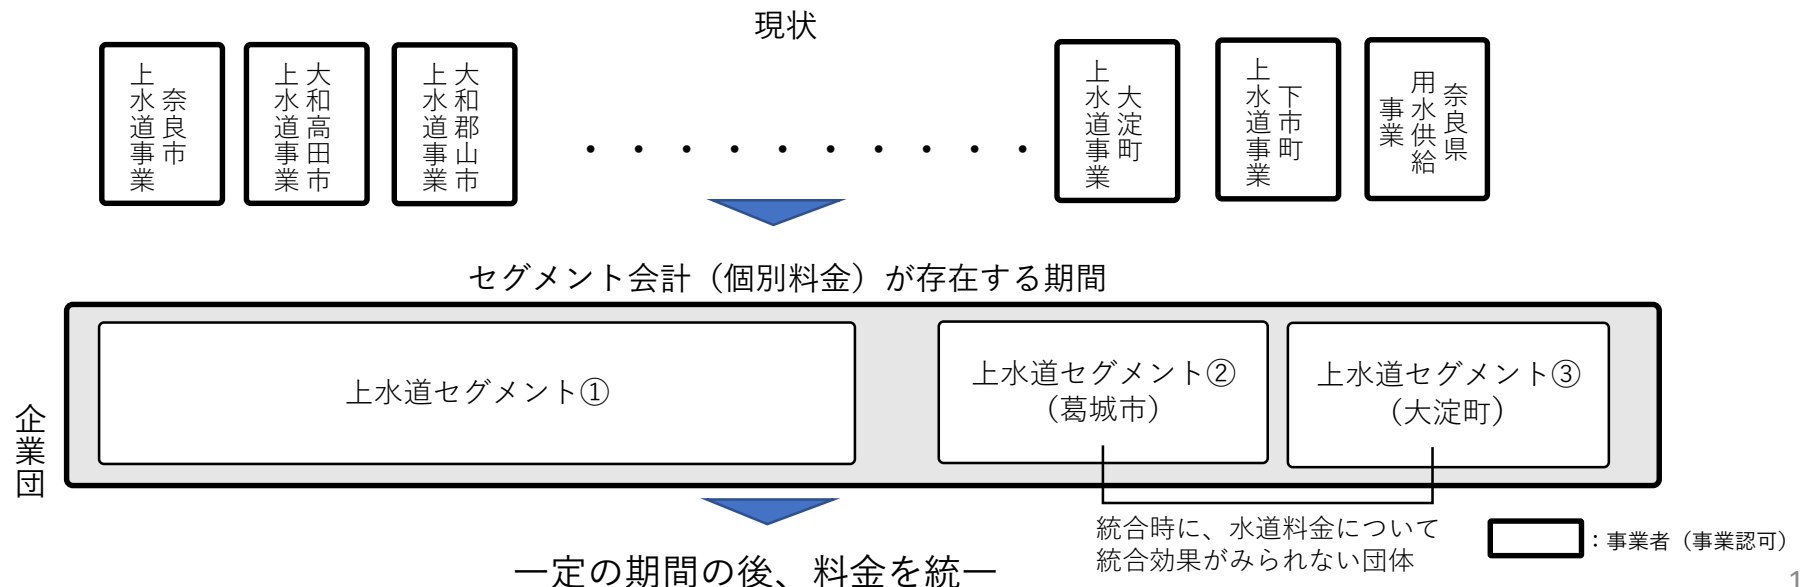 現状
奈良市
上水道事業
大和高田市
上水道事業
大和郡山市
上水道事業
・・・・・・・・・・
大淀町
上水道事業
下市町
上水道事業
奈良県
用水供給
事業
セグメント会計（個別料金）が存在する期間
企業団
上水道セグメント①
上水道セグメント②
（葛城市）
上水道セグメント③
（大淀町）
統合時に、水道料金について
統合効果がみられない団体
：事業者（事業認可）
一定の期間の後、料金を統一
1